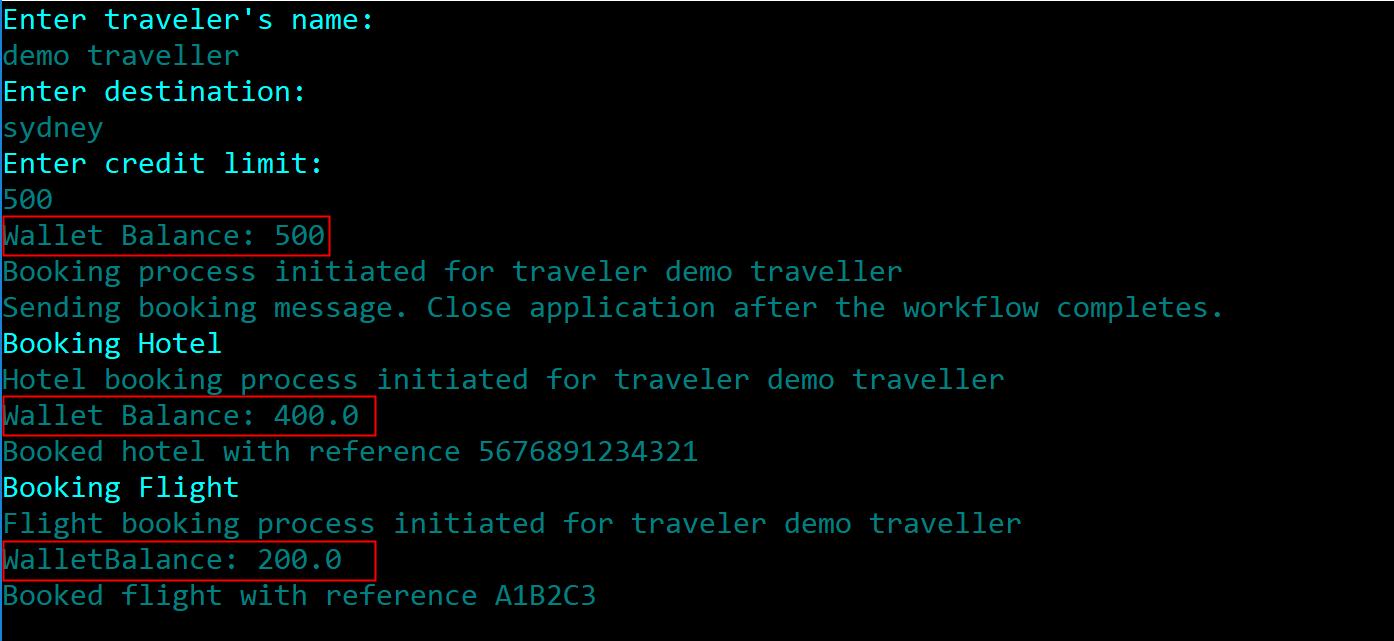 Enter traveler's name:
demo traveller
Enter destination:
sydney
Enter credit limit:
500
Wallet Balance: 500
Booking process initiated for traveler demo traveller
Sending booking message. Close application after the workflow completes.
Booking Hotel
Hotel booking process initiated for traveler demo traveller
Wallet Balance: 400.0
Booked hotel with reference 5676891234321
Booking Flight
Flight booking process initiated for traveler demo traveller
WalletBalance: 200.0
Booked flight with reference A1B2C3